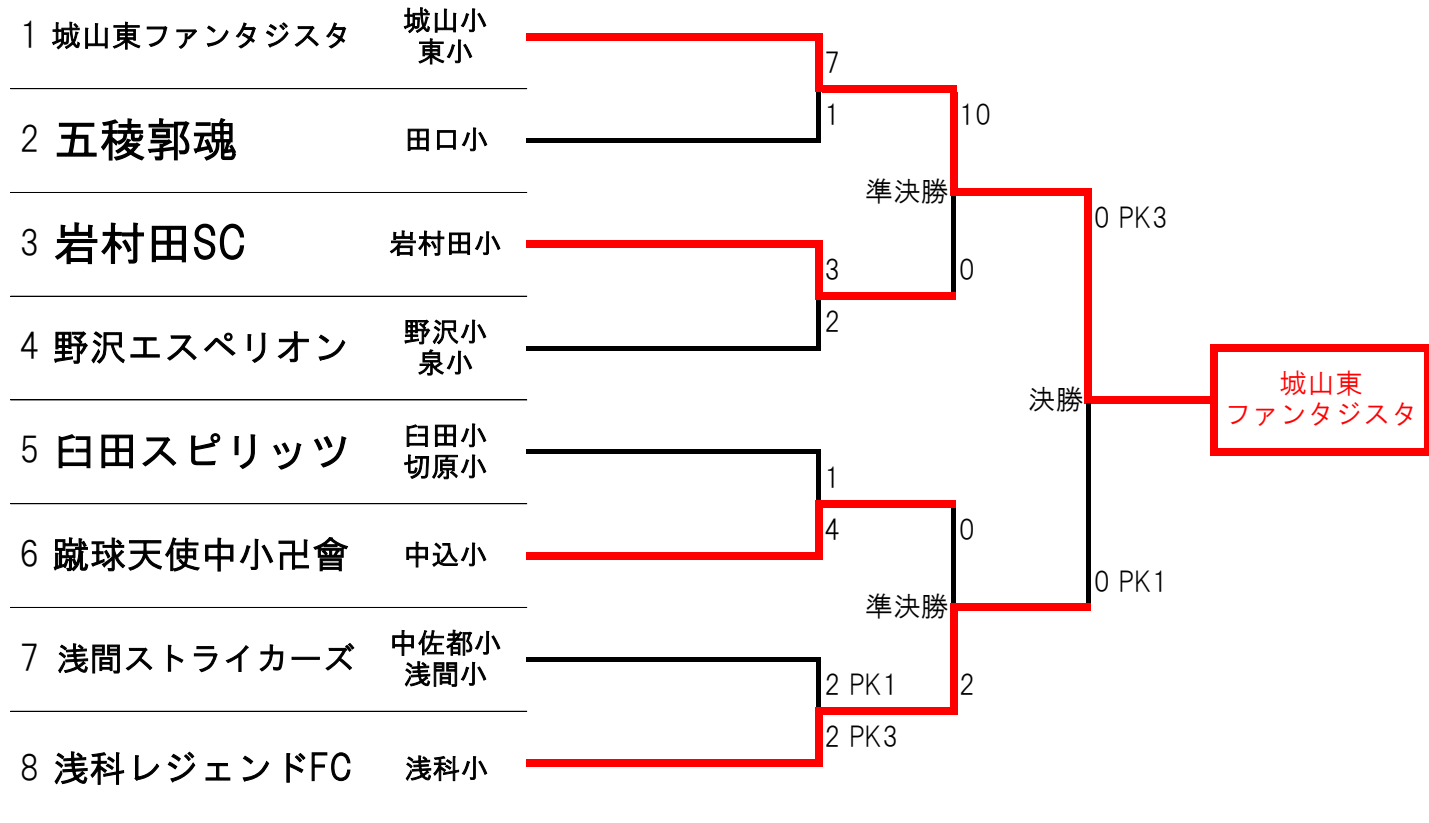 1 城山東ファンタジスタ 城山小
東小
7
1
2 五稜郭魂 田口小
10
準決勝
0 PK3
3 岩村田SC 岩村田小
3
0
2
4 野沢エスペリオン 野沢小
泉小
城山東
ファンタジスタ
決勝
5 臼田スピリッツ 臼田小
切原小
1
4
0
6 蹴球天使中小卍會 中込小
0 PK1
準決勝
7 浅間ストライカーズ 中佐都小
浅間小
2 PK1
2
2 PK3
8 浅科レジェンドFC 浅科小